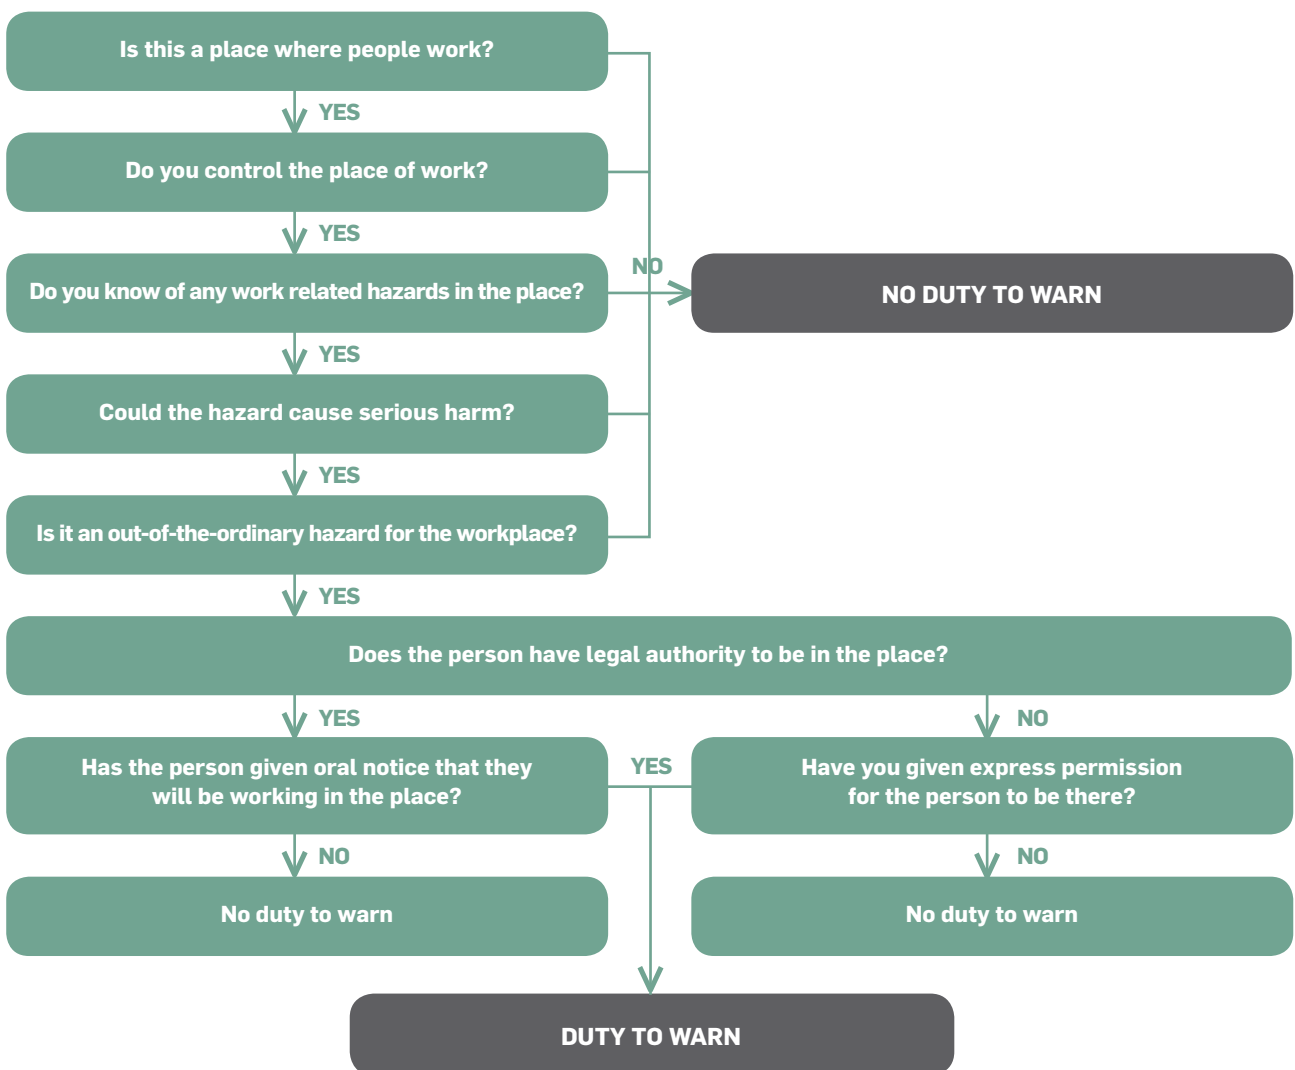 Is this a place where people work?
YES
Do you control the place of work?
YES
NO
Do you know of any work related hazards in the place?
NO DUTY TO WARN
YES
Could the hazard cause serious harm?
YES
Is it an out-of-the-ordinary hazard for the workplace?
YES
Does the person have legal authority to be in the place?
YES
NO
Has the person given oral notice that they
will be working in the place?
YES
Have you given express permission
for the person to be there?
NO
NO
No duty to warn
No duty to warn
DUTY TO WARN